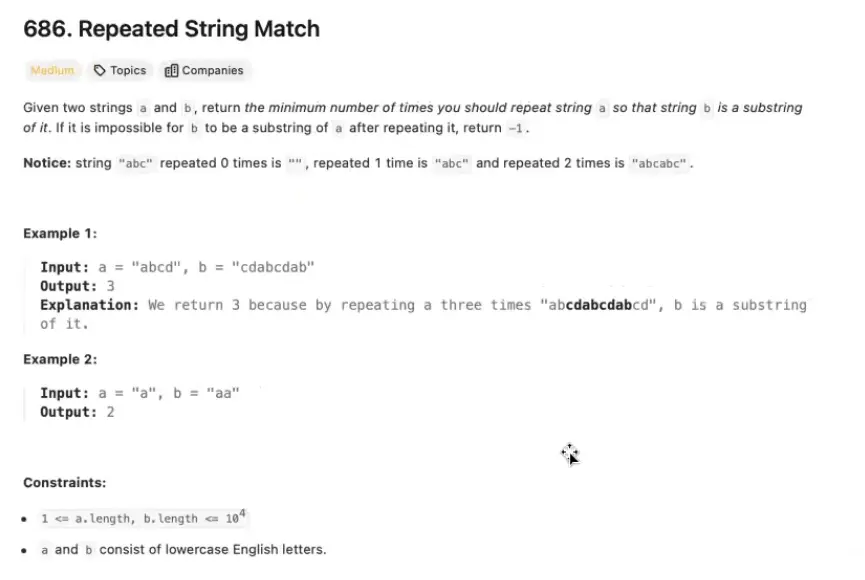 686. Repeated String Match
Medium Topics Companies
Given two strings a and b, return the minimum number of times you should repeat string a so that string b is a substring
of it. If it is impossible for b to be a substring of a after repeating it, return -1.
Notice: string "abc" repeated 0 times is "", repeated 1 time is "abc" and repeated 2 times is "abcabc".
Example 1:
Input: a = "abcd", b = "cdabcdab"
Output: 3
Explanation: We return 3 because by repeating a three times "abcdabcdabcd", b is a substring
of it.
Example 2:
Input: a = "a", b = "aa"
Output: 2
Constraints:
• 1 <= a.length, b.length <= 10⁴
• a and b consist of lowercase English letters.